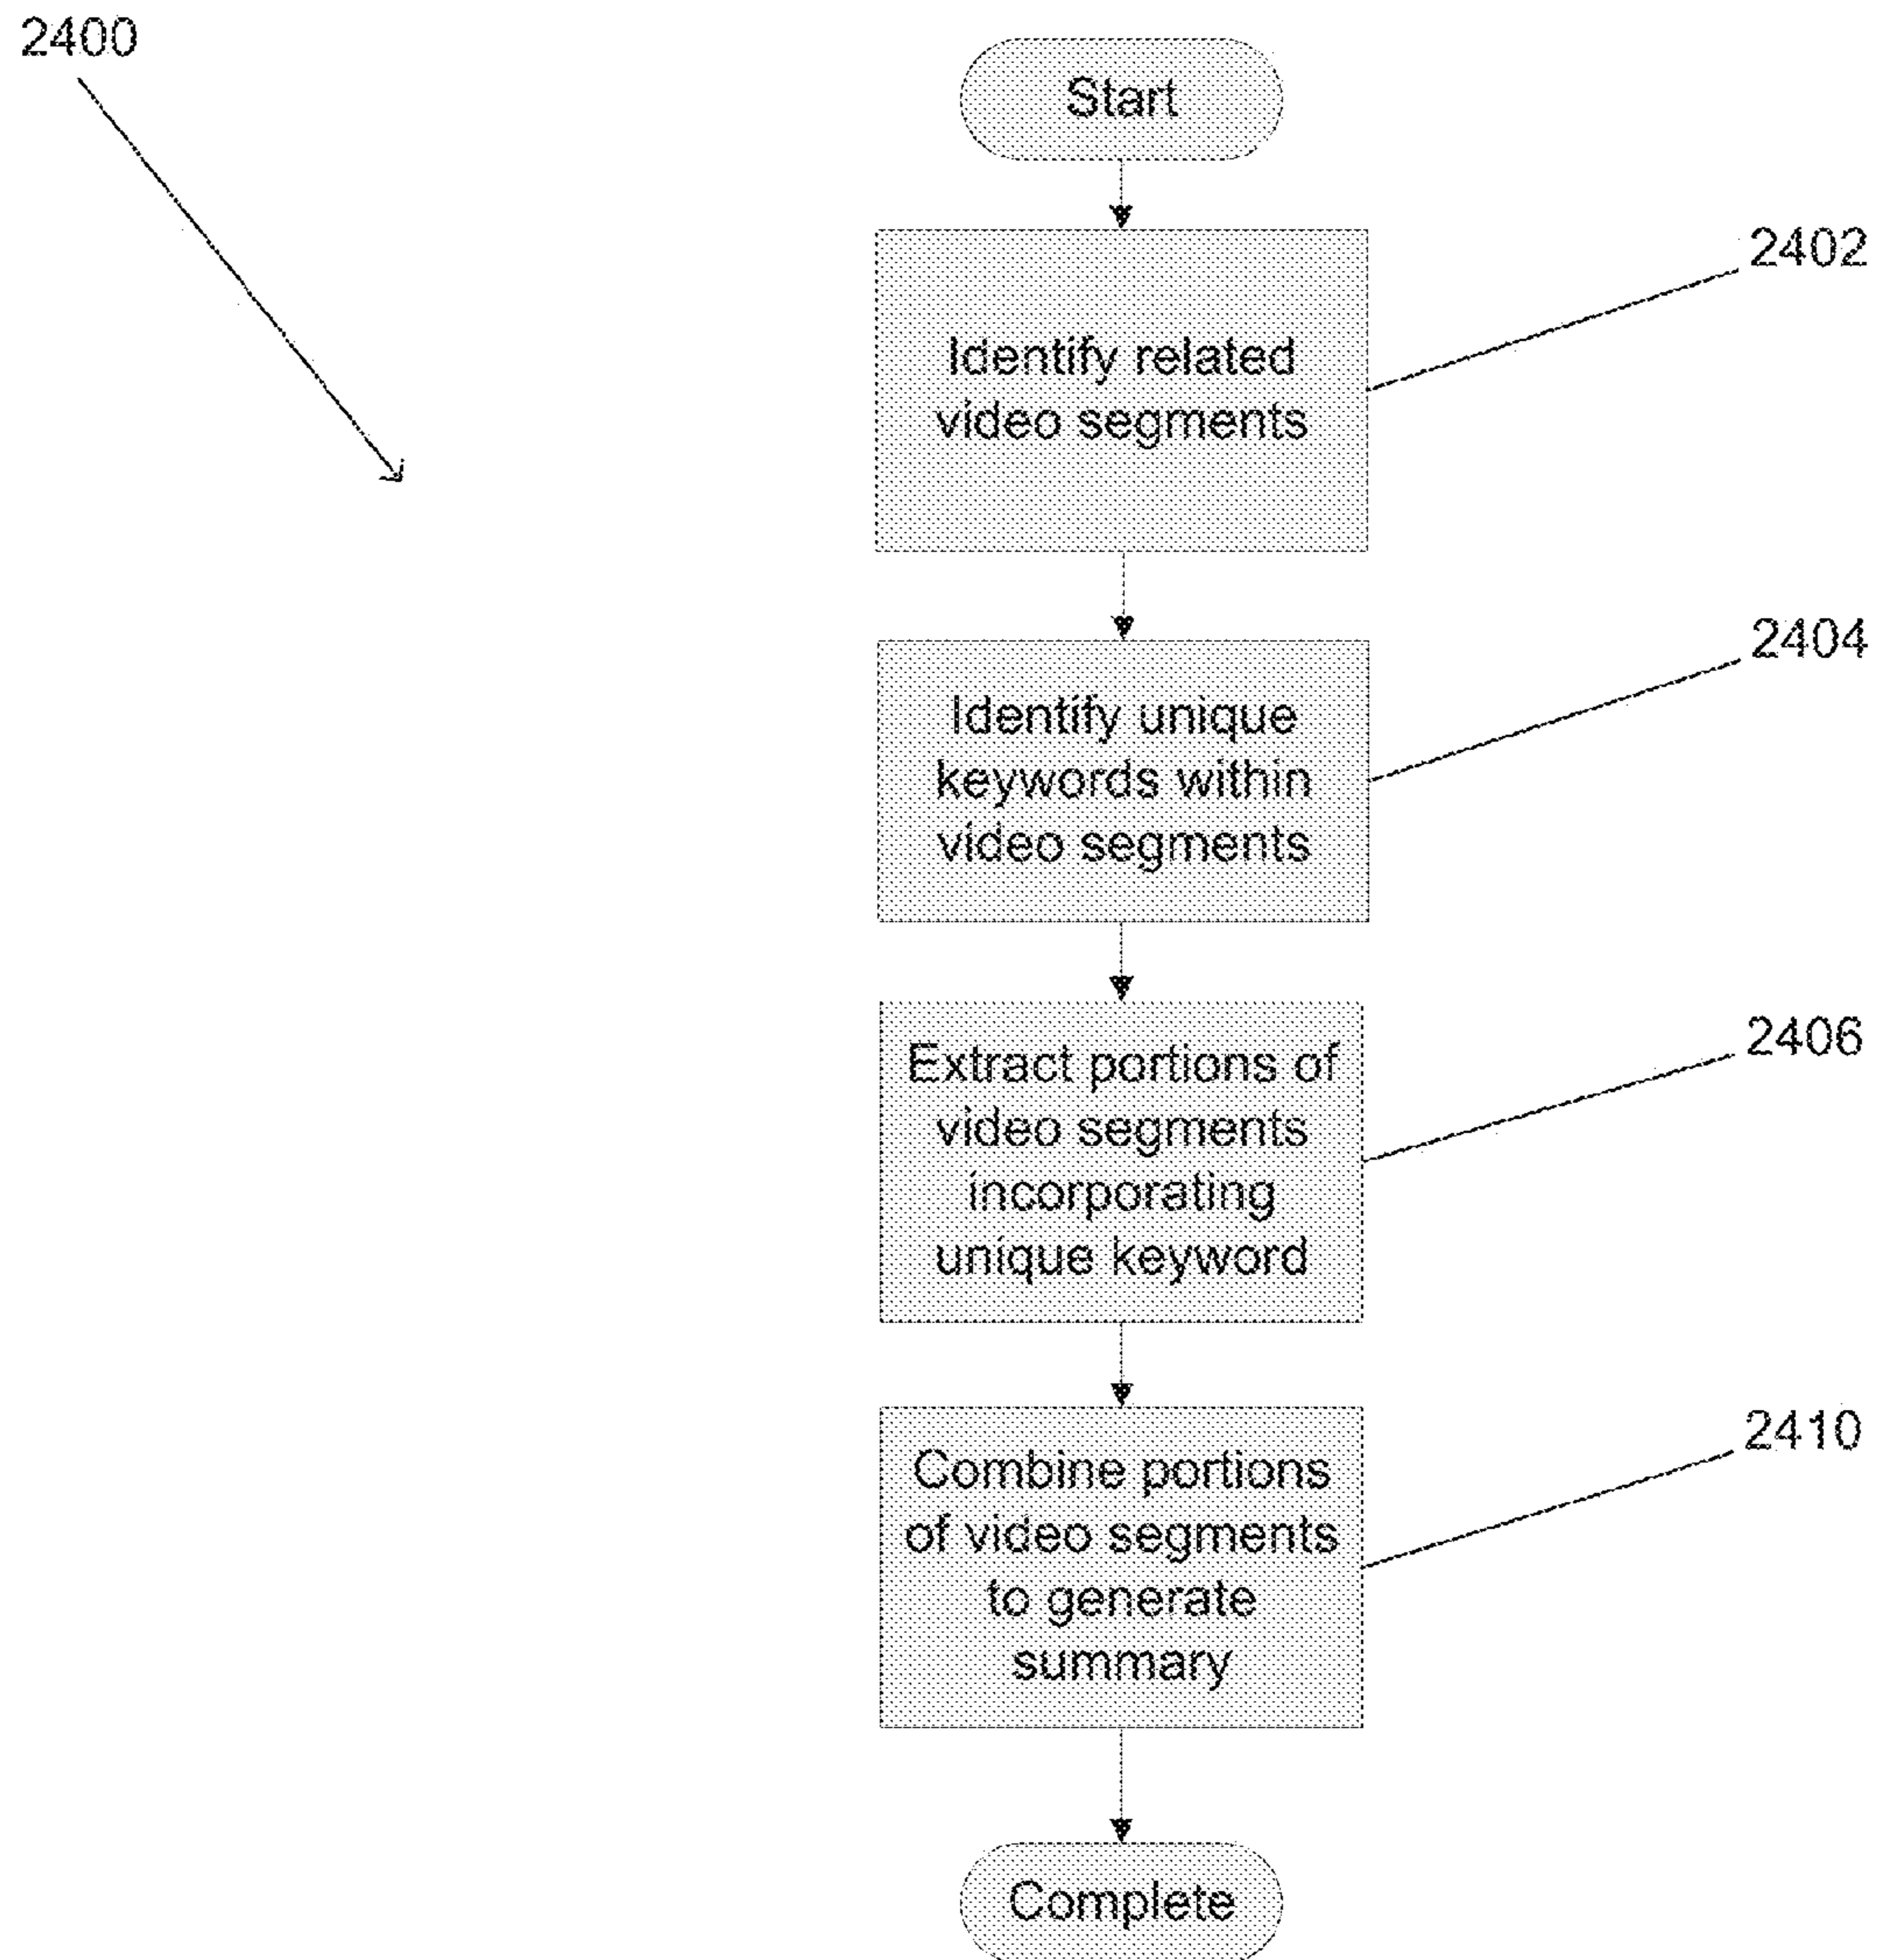 2400
Start
2402
Identify related
video segments
2404
Identify unique
keywords within
video segments
2406
Extract portions of
video segments
incorporating
unique keyword
2410
Combine portions
of video segments
to generate
summary
Complete